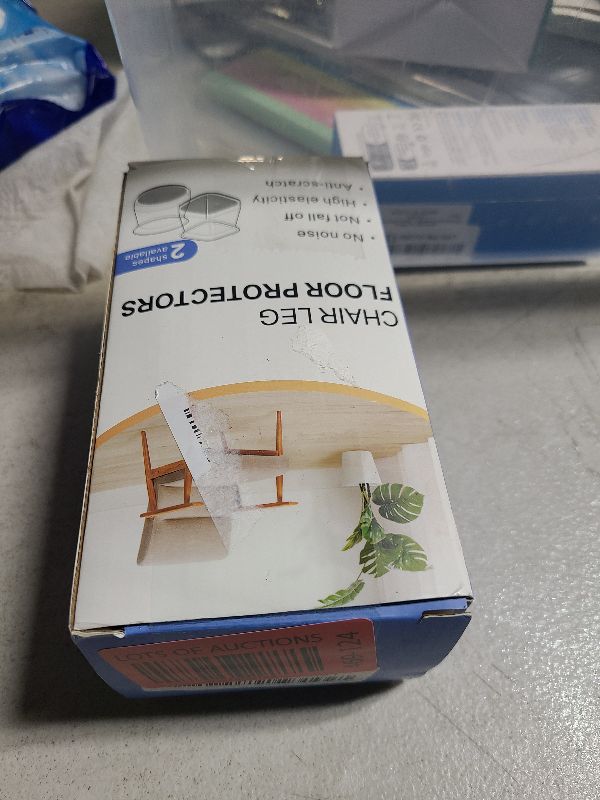 CHAIR LEG
FLOOR PROTECTORS
2 shapes
available
• No noise
• Not fall off
• High elasticity
• Anti-scratch
LOTS OF AUCTIONS